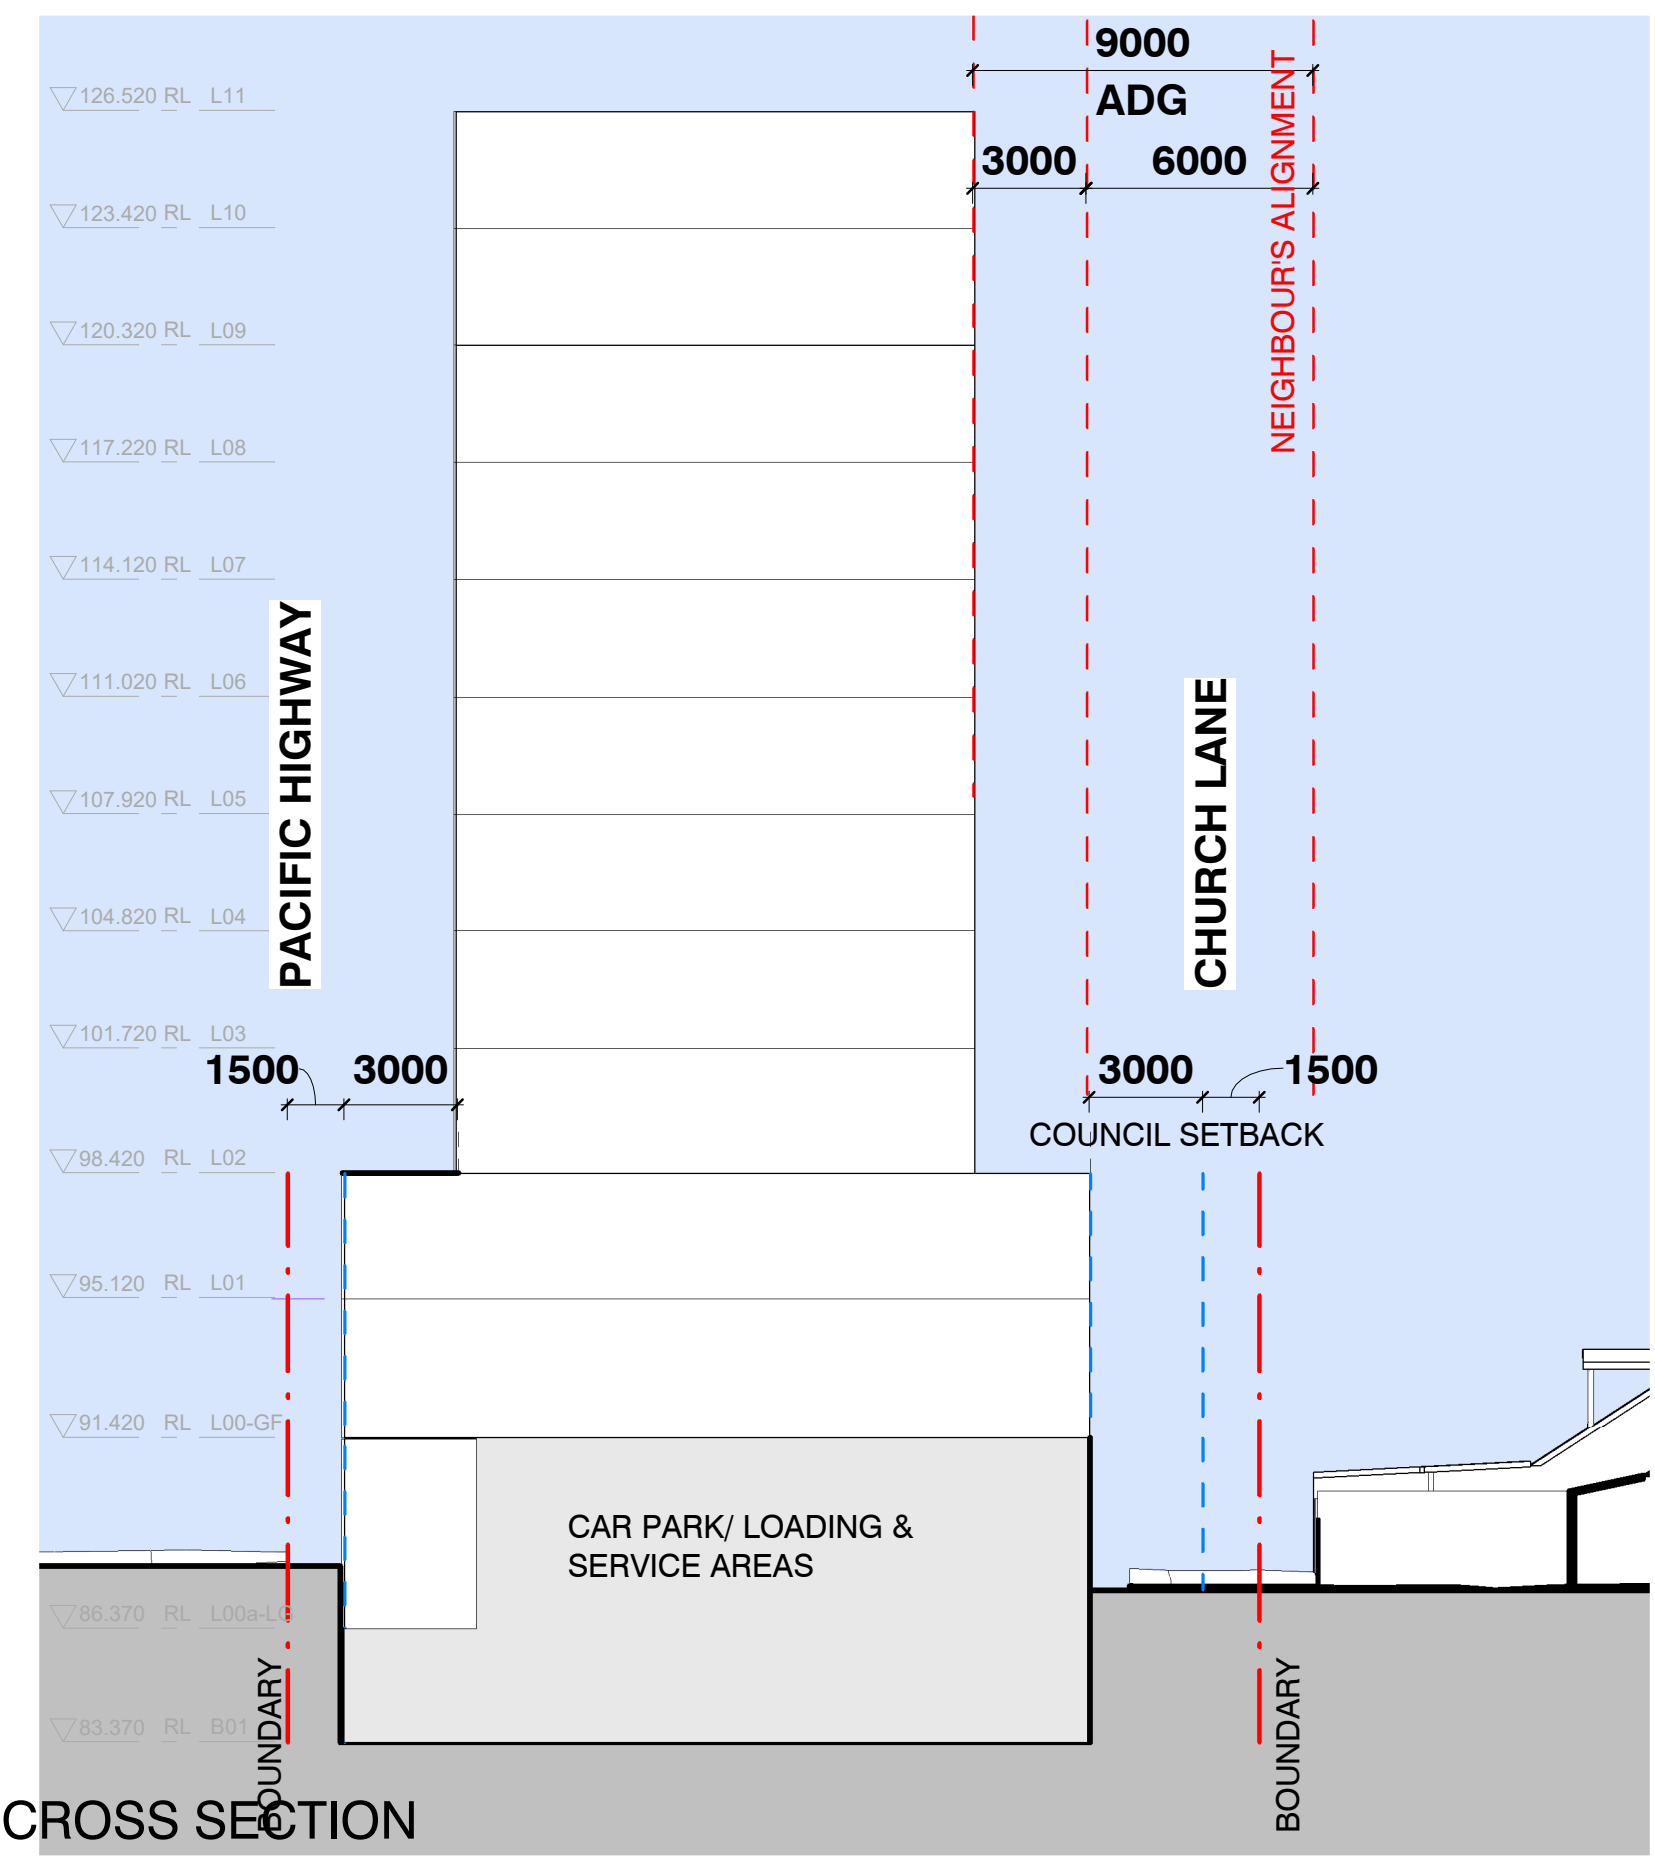 9000
ADG
3000 6000
NEIGHBOUR'S ALIGNMENT
126.520 RL L11
123.420 RL L10
120.320 RL L09
117.220 RL L08
114.120 RL L07
111.020 RL L06
107.920 RL L05
104.820 RL L04
101.720 RL L03
98.420 RL L02
95.120 RL L01
91.420 RL L00-GF
86.370 RL L00a-LG
83.370 RL B01
PACIFIC HIGHWAY
CHURCH LANE
1500 3000
3000 1500
COUNCIL SETBACK
CAR PARK/ LOADING &
SERVICE AREAS
BOUNDARY
BOUNDARY
CROSS SECTION